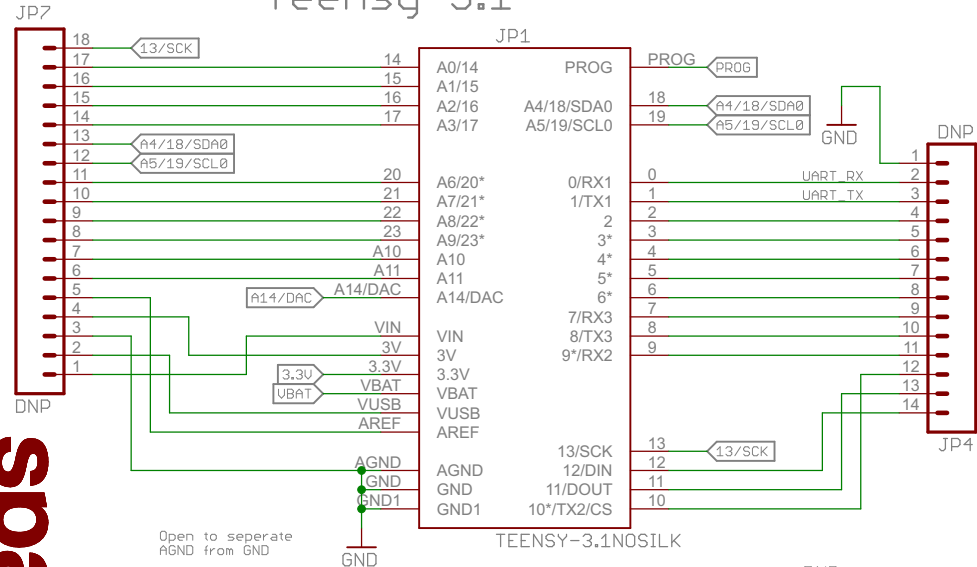 Teensy 3.1
JP7
JP1
18 13/SCK
17 14 A0/14 PROG PROG PROG
16 15 A1/15
15 16 A2/16 A4/18/SDA0 18 A4/18/SDA0
14 17 A3/17 A5/19/SCL0 19 A5/19/SCL0
GND
DNP
13 A4/18/SDA0
12 A5/19/SCL0 1
11 20 A6/20* 0/RX1 0 UART_RX 2
10 21 A7/21* 1/TX1 1 UART_TX 3
9 22 A8/22* 2 2 4
8 23 A9/23* 3* 3 5
7 A10 A10 4* 4 6
6 A11 A11 5* 5 7
5 A14/DAC A14/DAC A14/DAC 6* 6 8
4 7/RX3 7 9
3 VIN VIN 8/TX3 8 10
2 3V 3V 9*/RX2 9 11
1 3.3V 3.3V 3.3V 12
VBAT VBAT VBAT 13
DNP VUSB VUSB 14
AREF AREF
JP4
13/SCK 13 13/SCK
AGND AGND 12/DIN 12
GND GND 11/DOUT 11
GND1 GND1 10*/TX2/CS 10
Open to seperate
AGND from GND
GND
TEENSY-3.1NOSILK